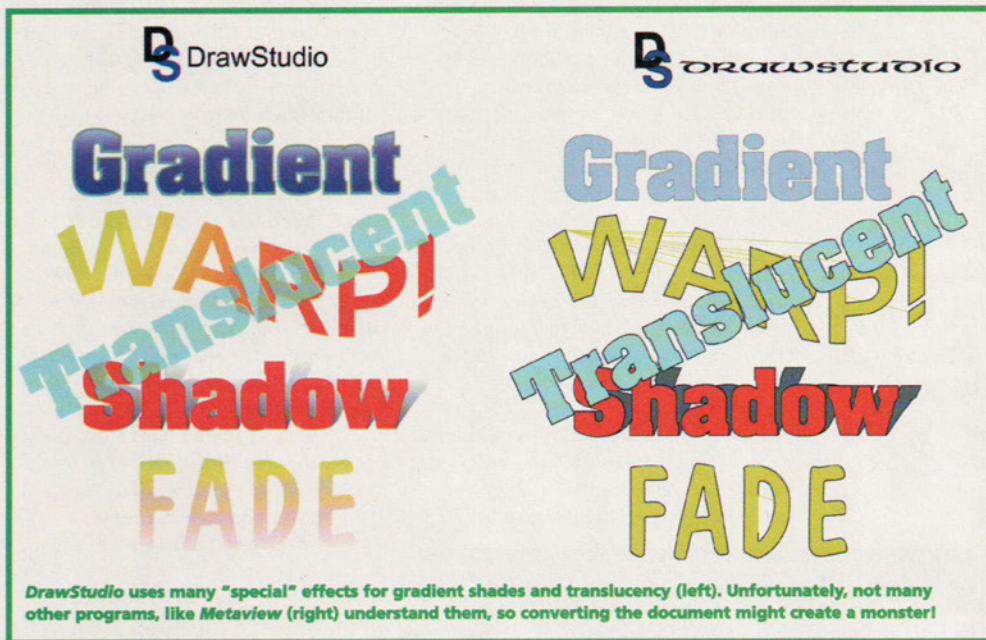 DS DrawStudio
Gradient
WARP!
Translucent
Shadow
FADE
DS DRAWSTUDIO
Gradient
WARP!
Translucent
Shadow
FADE
DrawStudio uses many "special" effects for gradient shades and translucency (left). Unfortunately, not many
other programs, like Metaview (right) understand them, so converting the document might create a monster!